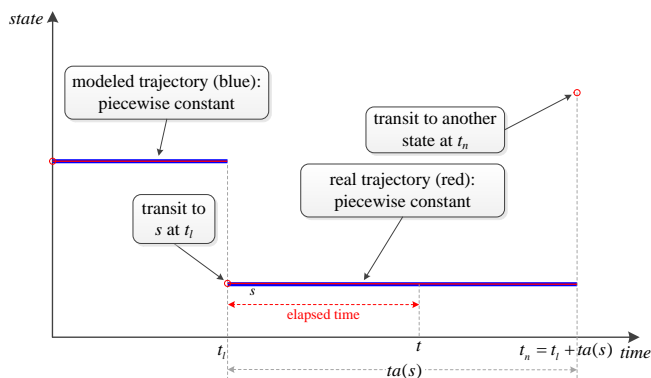 state
modeled trajectory (blue):
piecewise constant
transit to another
state at tₙ
real trajectory (red):
piecewise constant
transit to
s at tₗ
s
elapsed time
tₗ
t
tₙ = tₗ + ta(s)
time
ta(s)